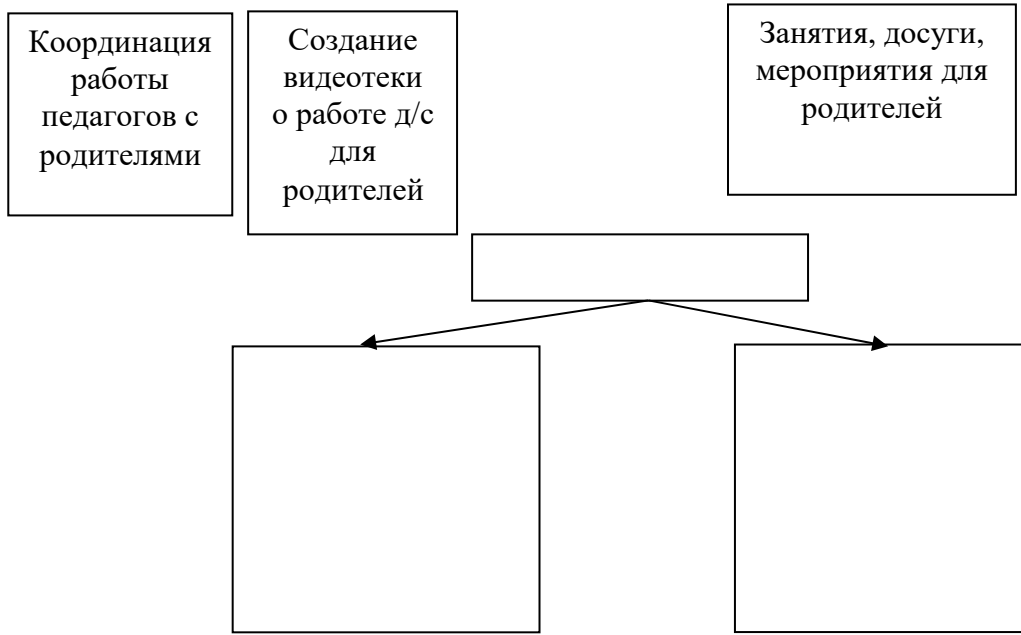 Координация
работы
педагогов с
родителями
Создание
видеотеки
о работе д/с
для
родителей
Занятия, досуги,
мероприятия для
родителей